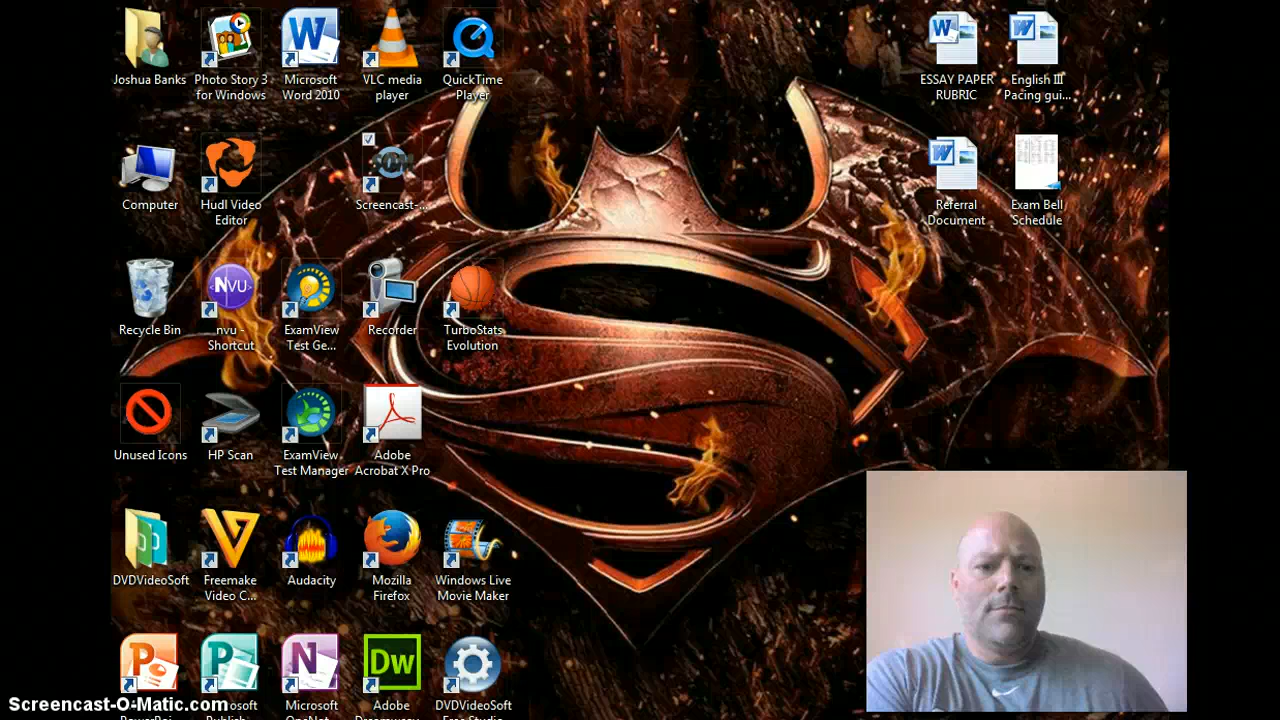 Joshua Banks
Photo Story 3
for Windows
Microsoft
Word 2010
VLC media
player
QuickTime
Player
ESSAY PAPER
RUBRIC
English III
Pacing gui...
Computer
Hudl Video
Editor
Screencast-...
Referral
Document
Exam Bell
Schedule
Recycle Bin
NVU
nvu -
Shortcut
ExamView
Test Ge...
Recorder
TurboStats
Evolution
Unused Icons
HP Scan
ExamView
Test Manager
Adobe
Acrobat X Pro
DVDVideoSoft
Freemake
Video C...
Audacity
Mozilla
Firefox
Windows Live
Movie Maker
Dw
Microsoft
Adobe
DVDVideoSoft
Screencast-O-Matic.com